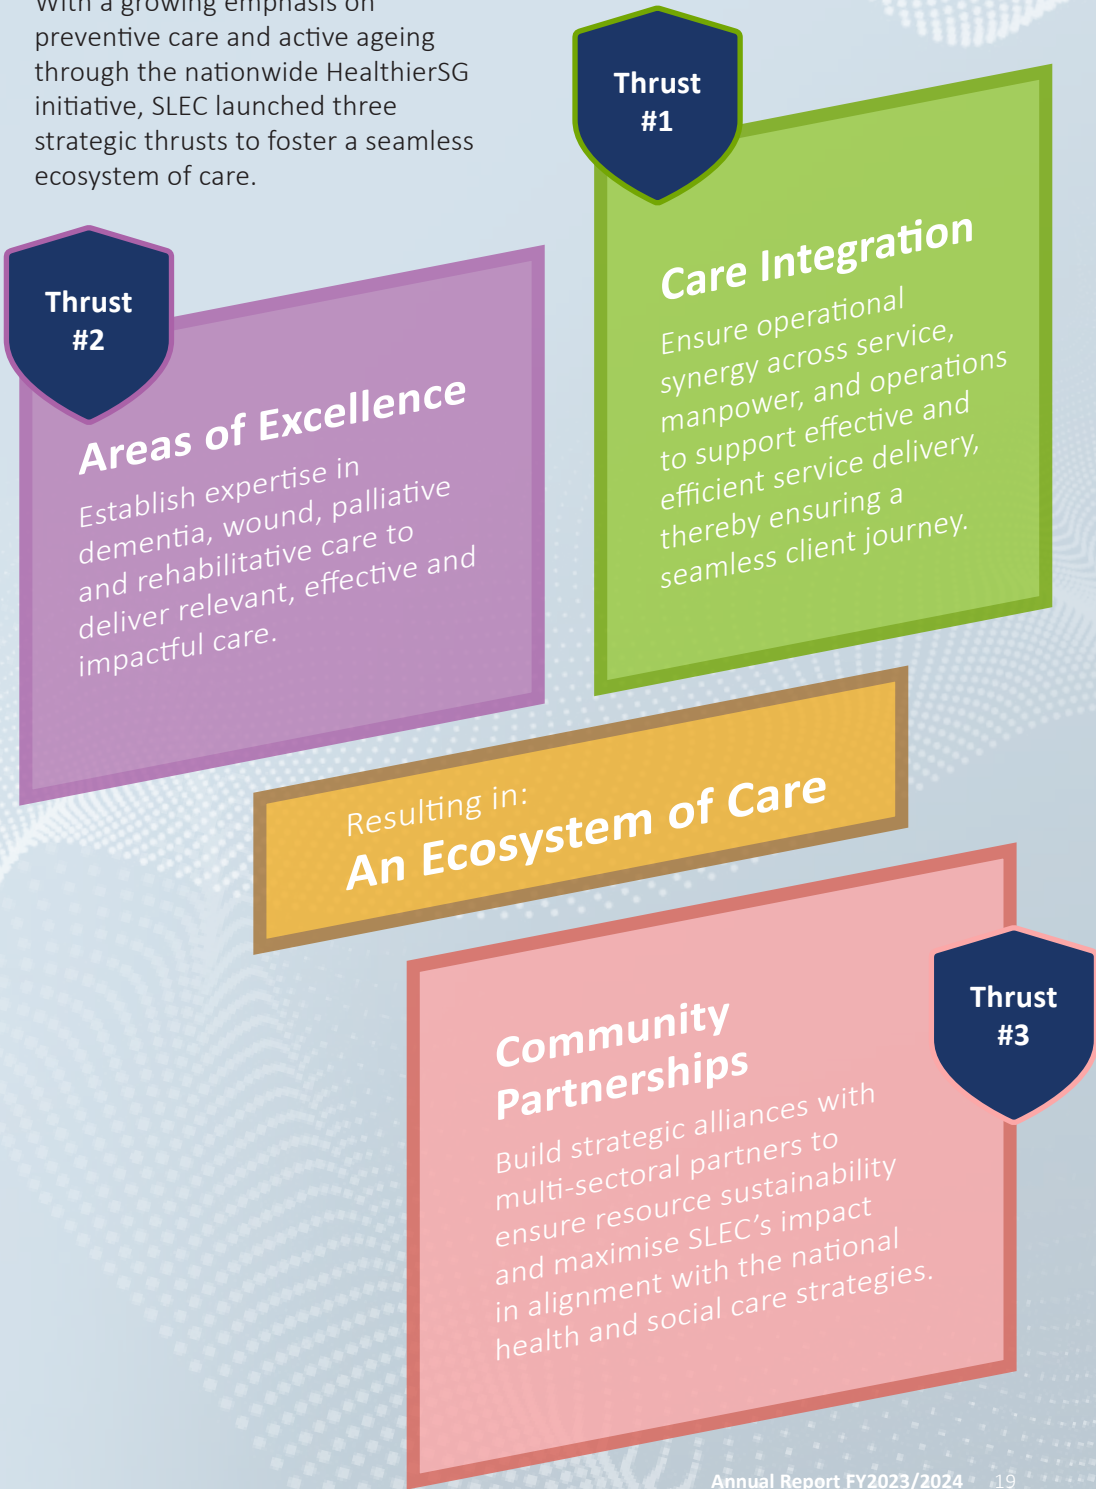 With a growing emphasis on
preventive care and active ageing
through the nationwide HealthierSG
initiative, SLEC launched three
strategic thrusts to foster a seamless
ecosystem of care.
Thrust
#1
Care Integration
Ensure operational
synergy across service,
manpower, and operations
to support effective and
efficient service delivery,
thereby ensuring a
seamless client journey.
Thrust
#2
Areas of Excellence
Establish expertise in
dementia, wound, palliative
and rehabilitative care to
deliver relevant, effective and
impactful care.
Resulting in:
An Ecosystem of Care
Thrust
#3
Community
Partnerships
Build strategic alliances with
multi-sectoral partners to
ensure resource sustainability
and maximise SLEC’s impact
in alignment with the national
health and social care strategies.
Annual Report FY2023/2024 19